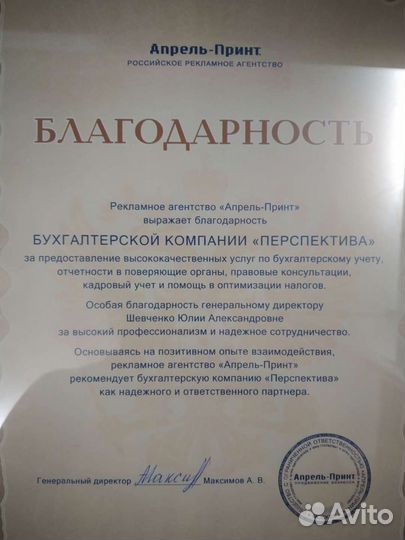 Апрель-Принт
РОССИЙСКОЕ РЕКЛАМНОЕ АГЕНТСТВО
БЛАГОДАРНОСТЬ
Рекламное агентство «Апрель-Принт»
выражает благодарность
БУХГАЛТЕРСКОЙ КОМПАНИИ «ПЕРСПЕКТИВА»
за предоставление высококачественных услуг по бухгалтерскому учету,
отчетности в поверяющие органы, правовые консультации,
кадровый учет и помощь в оптимизации налогов.
Особая благодарность генеральному директору
Шевченко Юлии Александровне
за высокий профессионализм и надежное сотрудничество.
Основываясь на позитивном опыте взаимодействия,
рекламное агентство «Апрель-Принт»
рекомендует бухгалтерскую компанию «Перспектива»
как надежного и ответственного партнера.
Генеральный директор Максимов А. В.
Апрель-Принт
Avito